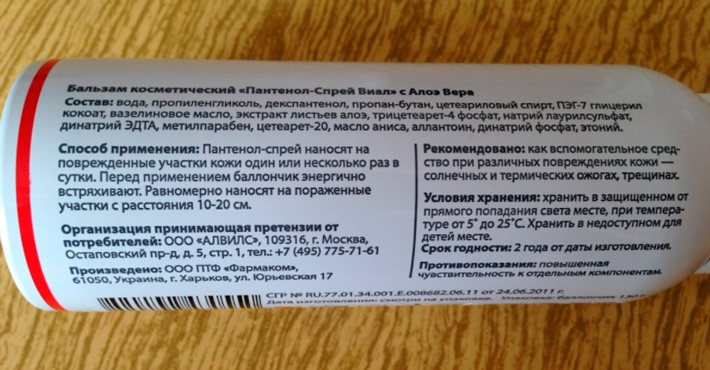 Бальзам косметический «Пантенол-Спрей Виал» с Алоэ Вера
Состав: вода, пропиленгликоль, декспантенол, пропан-бутан, цетеариловый спирт, ПЭГ-7 глицерил
кокоат, вазелиновое масло, экстракт листьев алоэ, трицетеарет-4 фосфат, натрий лаурилсульфат,
динатрий ЭДТА, метилпарабен, цетеарет-20, масло аниса, аллантоин, динатрий фосфат, этоний.
Способ применения: Пантенол-спрей наносят на
поврежденные участки кожи один или несколько раз в
сутки. Перед применением баллончик энергично
встряхивают. Равномерно наносят на пораженные
участки с расстояния 10-20 см.
Организация принимающая претензии от
потребителей: ООО «АЛВИЛС», 109316, г. Москва,
Остаповский пр-д, д. 5, стр. 1, тел.: +7 (495) 775-71-61
Произведено: ООО ПТФ «Фармаком»,
61050, Украина, г. Харьков, ул. Юрьевская 17
Рекомендовано: как вспомогательное сред-
ство при различных повреждениях кожи —
солнечных и термических ожогах, трещинах.
Условия хранения: хранить в защищенном от
прямого попадания света месте, при темпера-
туре от 5˚ до 25˚С. Хранить в недоступном для
детей месте.
Срок годности: 2 года от даты изготовления.
Противопоказания: повышенная
чувствительность к отдельным компонентам.
СГР № RU.77.01.34.001.Е.008682.06.11 от 24.06.2011 г.
Дата изготовления: смотри на упаковке. Упаковка: баллончик 130 г